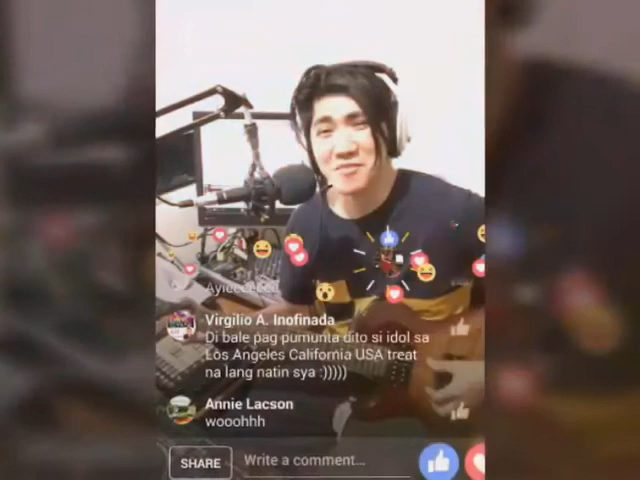 Ayieeeeeee
Virgilio A. Inofinada
Di bale pag pumunta dito si idol sa
Los Angeles California USA treat
na lang natin sya :)))))
Annie Lacson
wooohhh
SHARE
Write a comment...